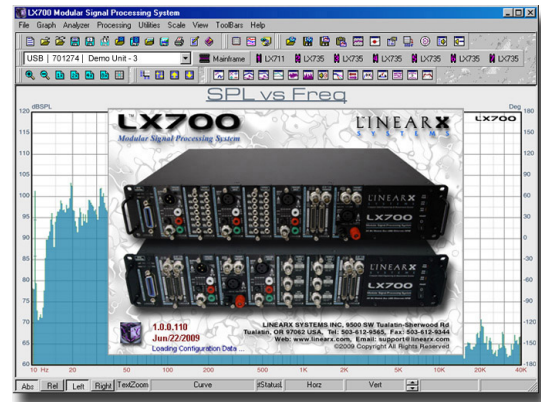 LX700 Modular Signal Processing System
File Graph Analyzer Processing Utilities Scale View ToolBars Help
USB | 701274 | Demo Unit - 3 Mainframe LX711 LX735 LX735 LX735 LX735 LX735
SPL vs Freq
dBSPL Deg
LX700 LINEARX LX700
SYSTEMS
Modular Signal Processing System
120 180
115 150
110 120
105 90
100 60
95 30
90 0
85 -30
80 -60
75 -90
70 -120
65 -150
60 -180
LINEARX
LX700
LINEARX
LX700
1.0.0.110
Jun/22/2009
Loading Configuration Data ...
LINEARX SYSTEMS INC, 9500 SW Tualatin-Sherwood Rd
Tualatin, OR 97062 USA, Tel: 503-612-9565, Fax: 503-612-9344
Web: www.linearx.com, Email: support@linearx.com
©2009 Copyright All Rights Reserved
10 Hz 20 50 100 200 500 1K 2K 5K 10K 20K 40K
Abs Rel Left Right TextZoom Curve rStatusL Horz Vert